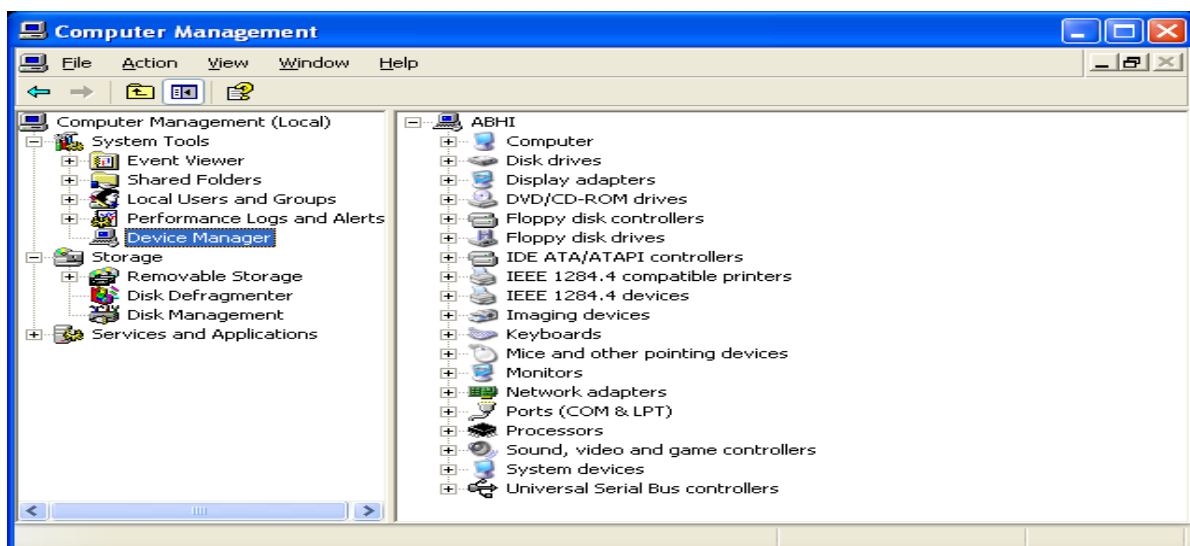 Computer Management
File Action View Window Help
Computer Management (Local)
System Tools
Event Viewer
Shared Folders
Local Users and Groups
Performance Logs and Alerts
Device Manager
Storage
Removable Storage
Disk Defragmenter
Disk Management
Services and Applications
ABHI
Computer
Disk drives
Display adapters
DVD/CD-ROM drives
Floppy disk controllers
Floppy disk drives
IDE ATA/ATAPI controllers
IEEE 1284.4 compatible printers
IEEE 1284.4 devices
Imaging devices
Keyboards
Mice and other pointing devices
Monitors
Network adapters
Ports (COM & LPT)
Processors
Sound, video and game controllers
System devices
Universal Serial Bus controllers